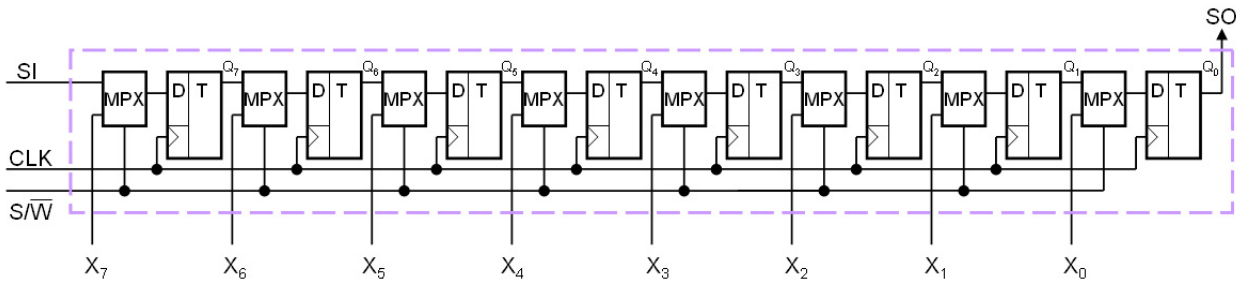 SO
SI
Q₇ Q₆ Q₅ Q₄ Q₃ Q₂ Q₁ Q₀
MPX D T MPX D T MPX D T MPX D T MPX D T MPX D T MPX D T MPX D T
CLK
S/W̅
X₇ X₆ X₅ X₄ X₃ X₂ X₁ X₀